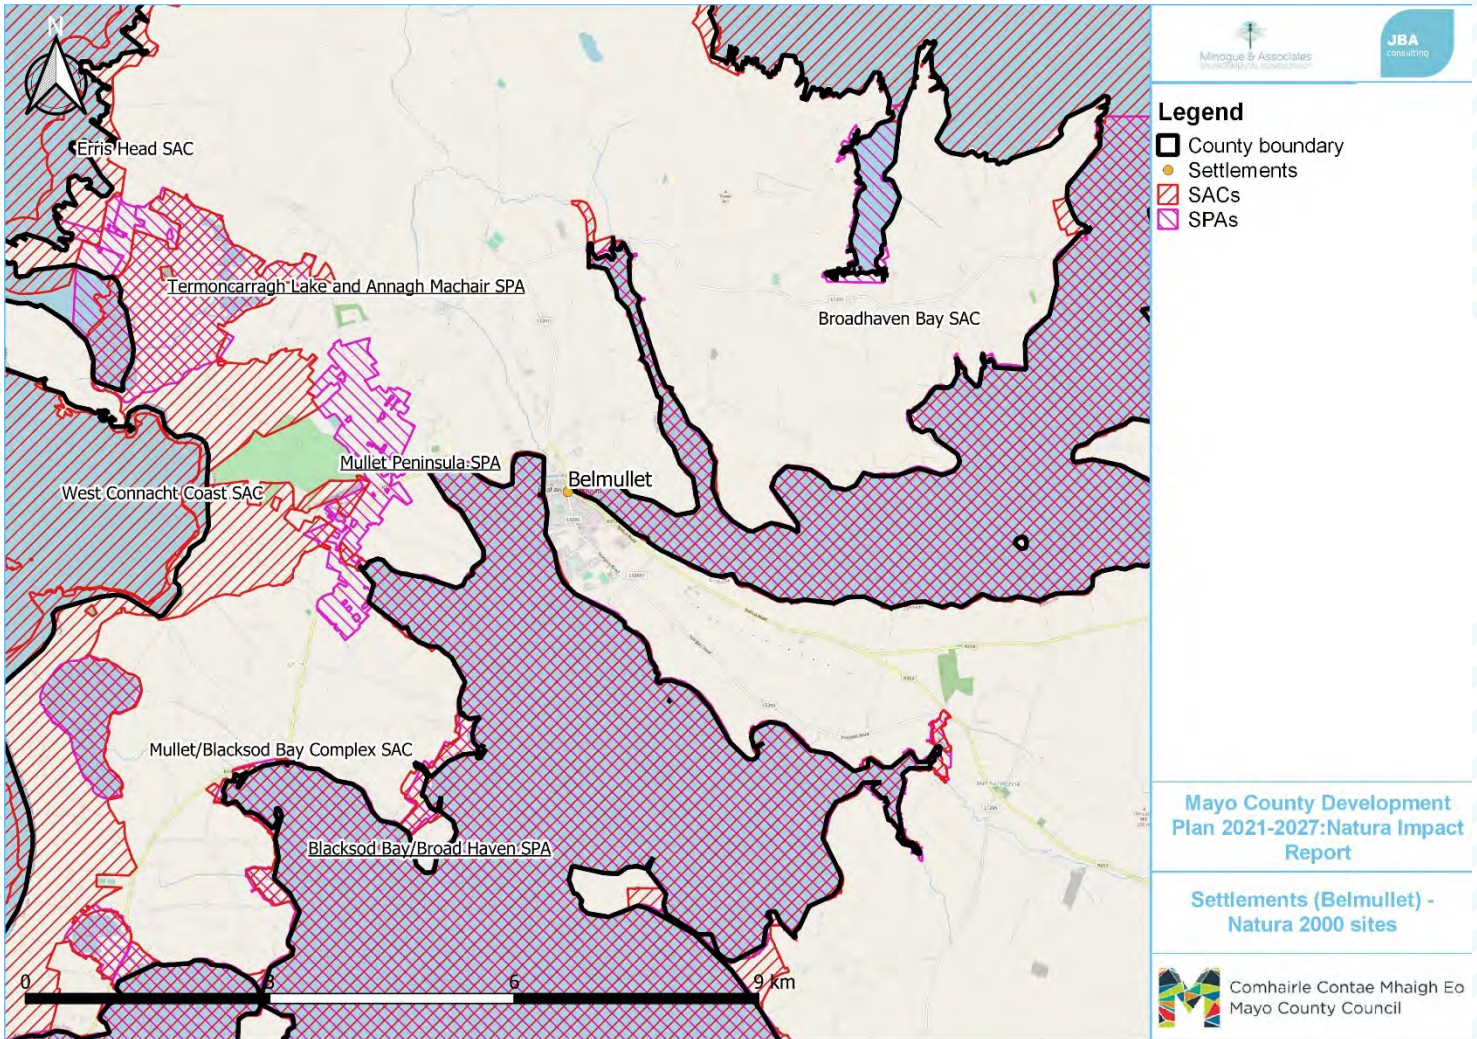 N
Erris Head SAC
Termoncarragh Lake and Annagh Machair SPA
Broadhaven Bay SAC
Mullet Peninsula SPA
Belmullet
West Connacht Coast SAC
Mullet/Blacksod Bay Complex SAC
Blacksod Bay/Broad Haven SPA
0
3
6
9 km
Minogue & Associates
JBA
consulting
Legend
County boundary
Settlements
SACs
SPAs
Mayo County Development
Plan 2021-2027:Natura Impact
Report
Settlements (Belmullet) -
Natura 2000 sites
Comhairle Contae Mhaigh Eo
Mayo County Council